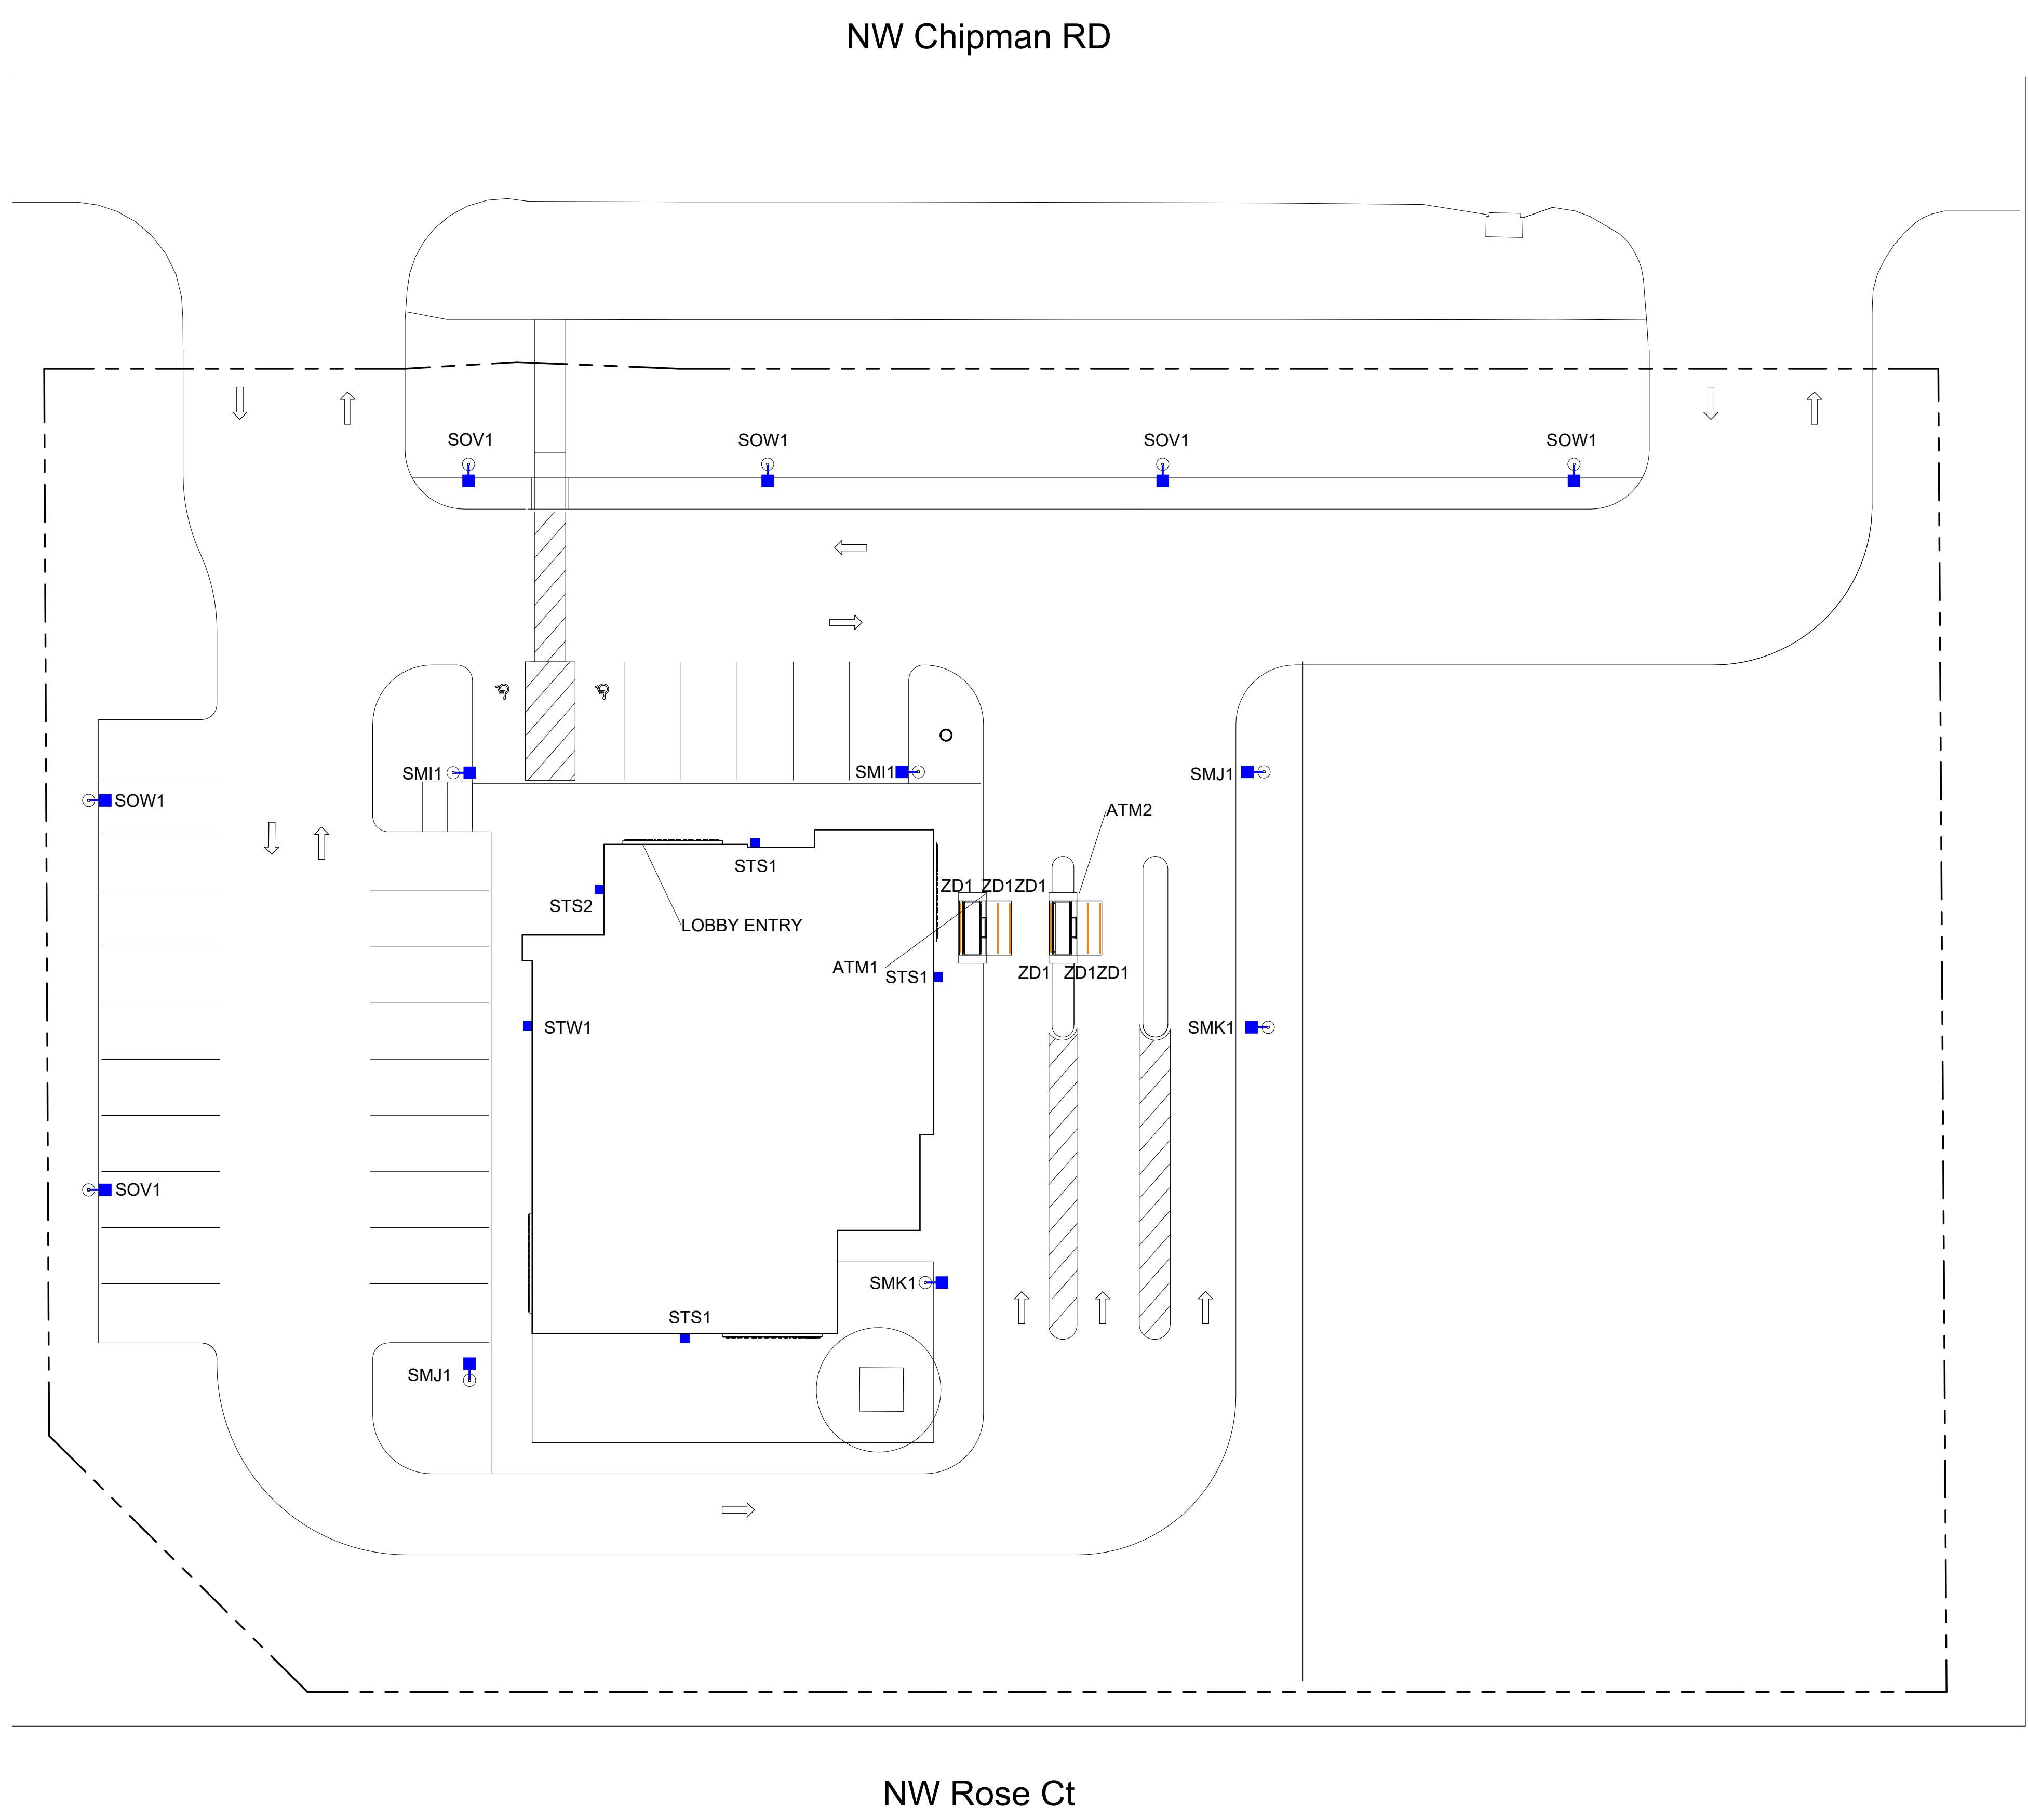 NW Chipman RD
SOV1
SOW1
SOV1
SOW1
SMI1
SMI1
SMJ1
SOW1
ATM2
STS1
ZD1
ZD1ZD1
STS2
LOBBY ENTRY
ATM1
STS1
ZD1
ZD1ZD1
STW1
SMK1
SOV1
SMK1
STS1
SMJ1
NW Rose Ct